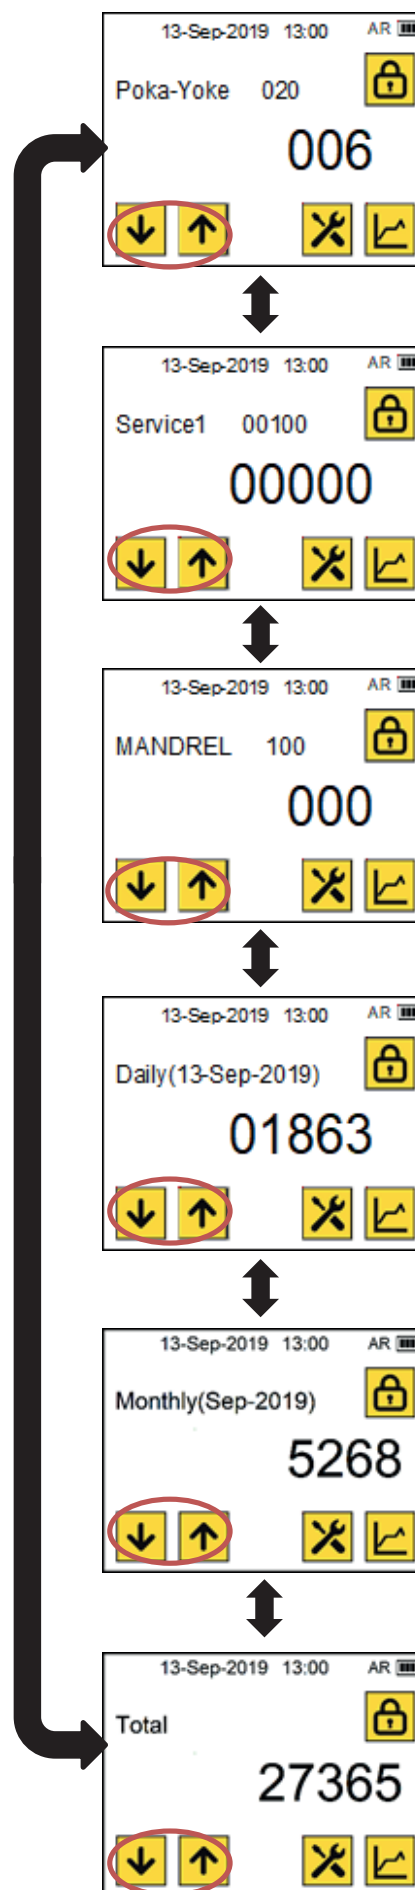 13-Sep-2019 13:00 AR
Poka-Yoke 020
006
13-Sep-2019 13:00 AR
Service1 00100
00000
13-Sep-2019 13:00 AR
MANDREL 100
000
13-Sep-2019 13:00 AR
Daily(13-Sep-2019)
01863
13-Sep-2019 13:00 AR
Monthly(Sep-2019)
5268
13-Sep-2019 13:00 AR
Total
27365